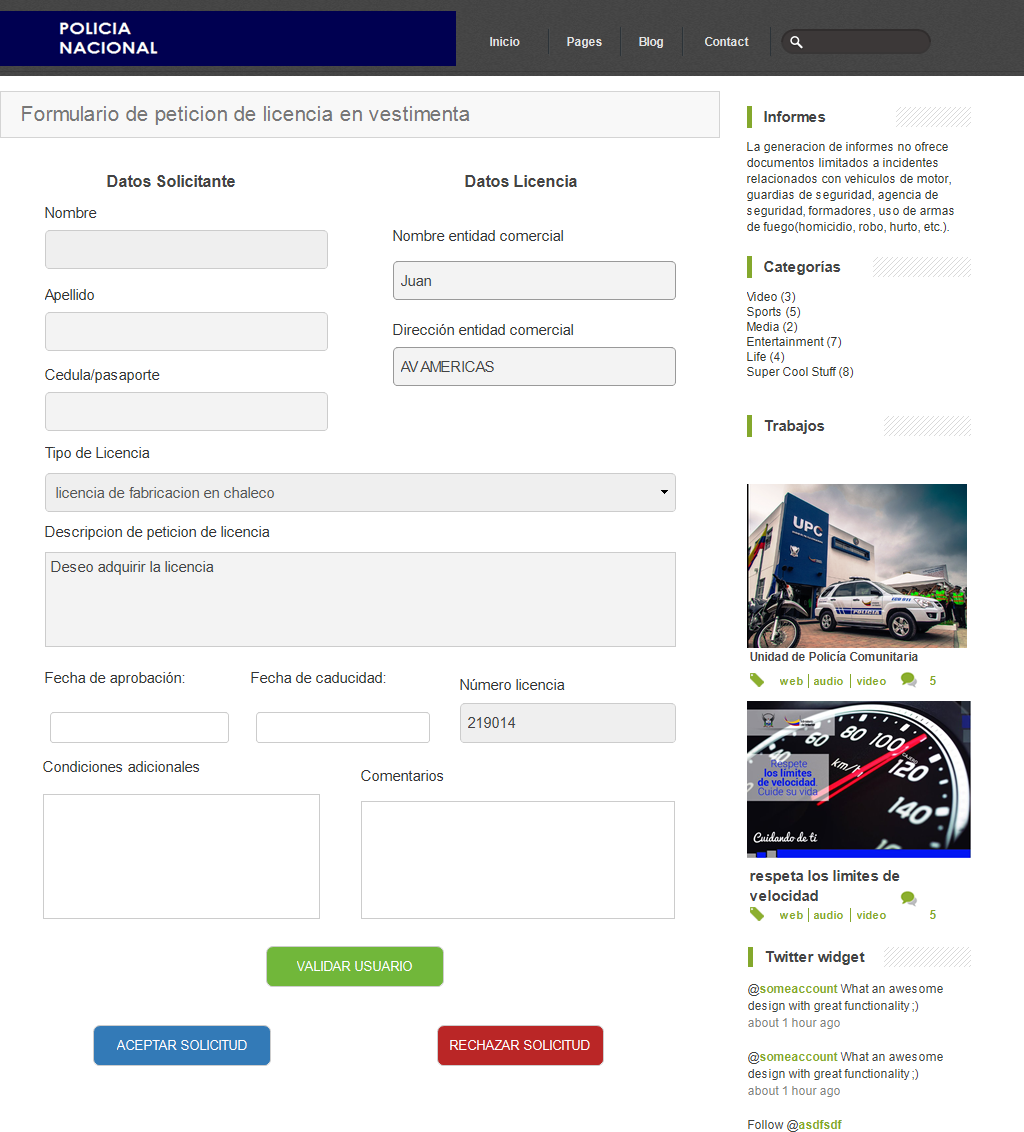 POLICIA
NACIONAL
Inicio
Pages
Blog
Contact
Formulario de peticion de licencia en vestimenta
Datos Solicitante
Nombre
Apellido
Cedula/pasaporte
Datos Licencia
Nombre entidad comercial
Juan
Dirección entidad comercial
AV AMERICAS
Tipo de Licencia
licencia de fabricacion en chaleco
Descripcion de peticion de licencia
Deseo adquirir la licencia
Fecha de aprobación:
Fecha de caducidad:
Número licencia
219014
Condiciones adicionales
Comentarios
VALIDAR USUARIO
ACEPTAR SOLICITUD
RECHAZAR SOLICITUD
Informes
La generacion de informes no ofrece
documentos limitados a incidentes
relacionados con vehiculos de motor,
guardias de seguridad, agencia de
seguridad, formadores, uso de armas
de fuego(homicidio, robo, hurto, etc.).
Categorías
Video (3)
Sports (5)
Media (2)
Entertainment (7)
Life (4)
Super Cool Stuff (8)
Trabajos
UPC
POLICIA
Unidad de Policía Comunitaria
web | audio | video 5
60
80
100
120
140
km/h
Respete
los límites
de velocidad.
Cuide su vida
Cuidando de ti
respeta los limites de
velocidad
web | audio | video 5
Twitter widget
@someaccount What an awesome
design with great functionality ;)
about 1 hour ago
@someaccount What an awesome
design with great functionality ;)
about 1 hour ago
Follow @asdfsdf